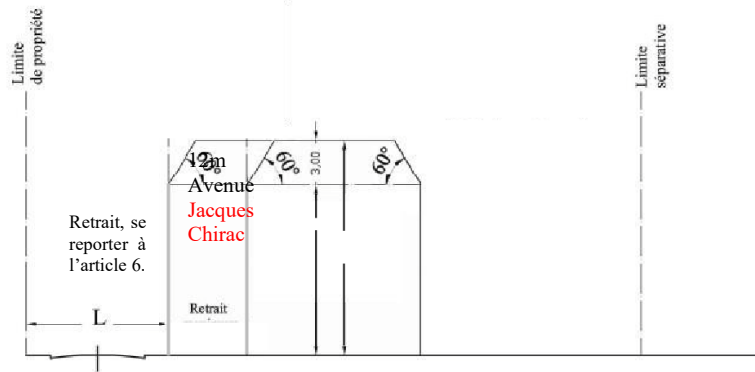 Limite
de propriété
Limite
séparative
12m
Avenue
Jacques
Chirac
60°
3,00
60°
Retrait, se
reporter à
l'article 6.
Retrait
L